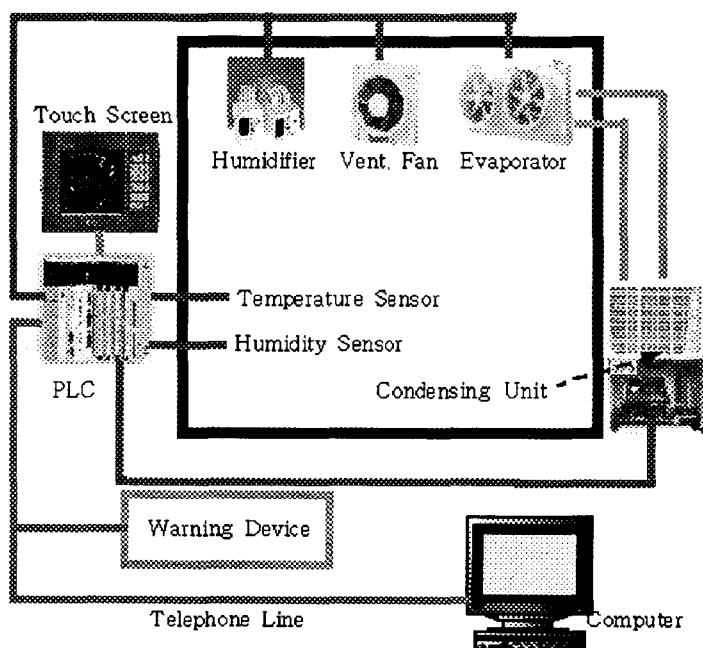 Touch Screen
Humidifier
Vent. Fan
Evaporator
Temperature Sensor
Humidity Sensor
PLC
Condensing Unit
Warning Device
Telephone Line
Computer